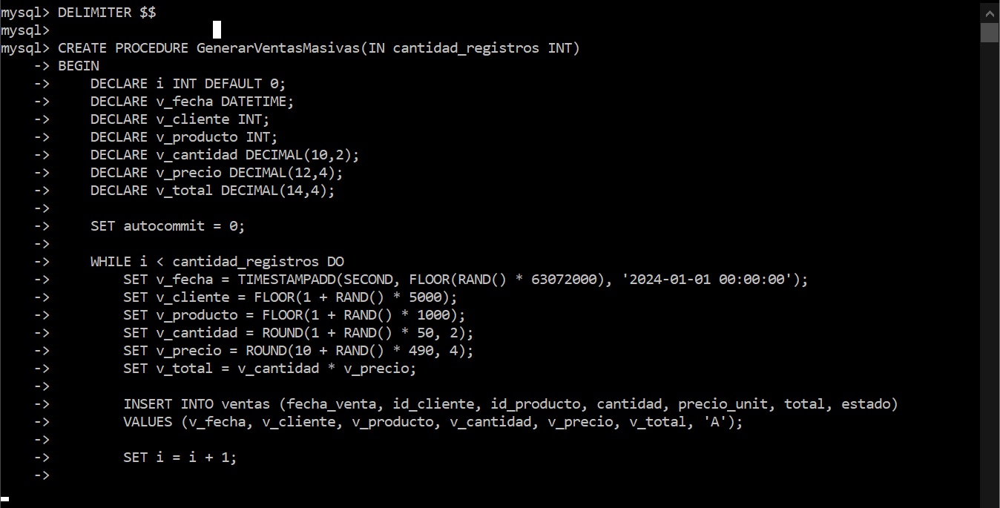 mysql> DELIMITER $$
mysql>
mysql> CREATE PROCEDURE GenerarVentasMasivas(IN cantidad_registros INT)
    -> BEGIN
    ->     DECLARE i INT DEFAULT 0;
    ->     DECLARE v_fecha DATETIME;
    ->     DECLARE v_cliente INT;
    ->     DECLARE v_producto INT;
    ->     DECLARE v_cantidad DECIMAL(10,2);
    ->     DECLARE v_precio DECIMAL(12,4);
    ->     DECLARE v_total DECIMAL(14,4);
    ->
    ->     SET autocommit = 0;
    ->
    ->     WHILE i < cantidad_registros DO
    ->         SET v_fecha = TIMESTAMPADD(SECOND, FLOOR(RAND() * 63072000), '2024-01-01 00:00:00');
    ->         SET v_cliente = FLOOR(1 + RAND() * 5000);
    ->         SET v_producto = FLOOR(1 + RAND() * 1000);
    ->         SET v_cantidad = ROUND(1 + RAND() * 50, 2);
    ->         SET v_precio = ROUND(10 + RAND() * 490, 4);
    ->         SET v_total = v_cantidad * v_precio;
    ->
    ->         INSERT INTO ventas (fecha_venta, id_cliente, id_producto, cantidad, precio_unit, total, estado)
    ->         VALUES (v_fecha, v_cliente, v_producto, v_cantidad, v_precio, v_total, 'A');
    ->
    ->         SET i = i + 1;
    ->